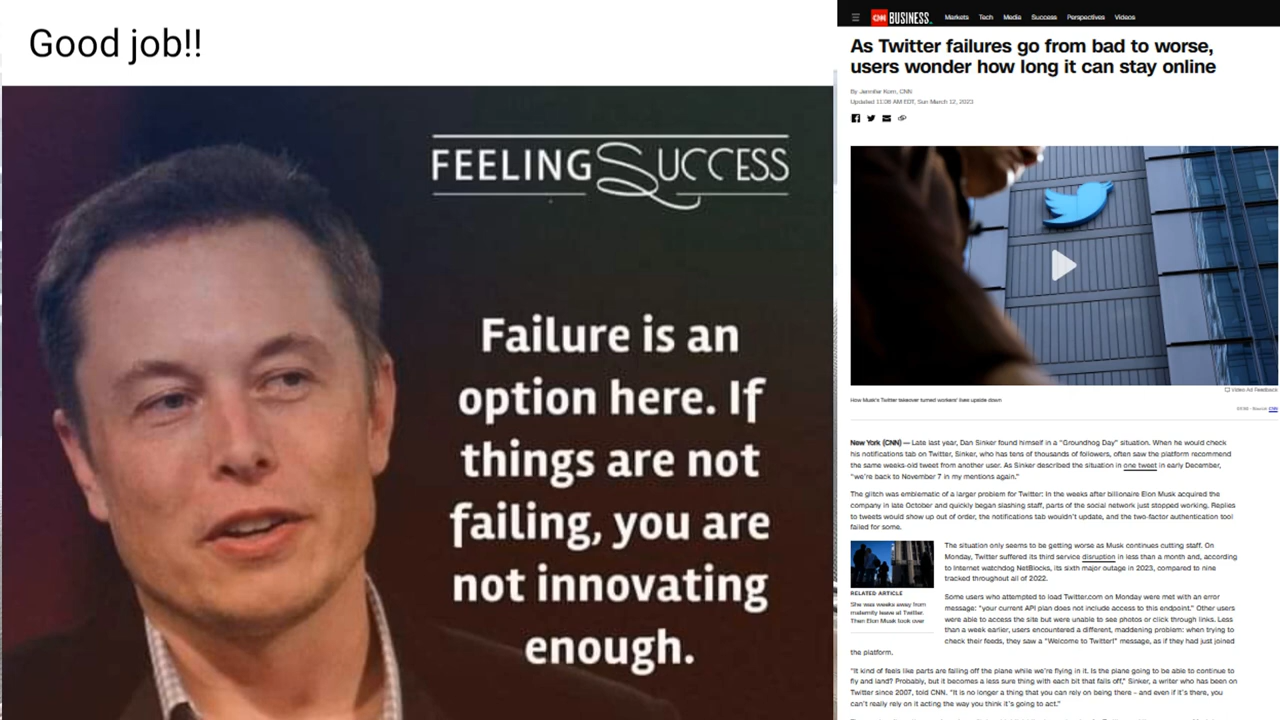 Good job!!
FEELING SUCCESS
Failure is an
option here. If
things are not
failing, you are
not innovating
enough.
CNN BUSINESS Markets Tech Media Success Perspectives Videos
As Twitter failures go from bad to worse,
users wonder how long it can stay online
By Jennifer Korn, CNN
Updated 11:08 AM EDT, Sun March 12, 2023
Video Ad Feedback
How Musk's Twitter takeover turned workers' lives upside down
Source: CNN
New York (CNN) — Late last year, Dan Sinker found himself in a "Groundhog Day" situation. When he would check
his notifications tab on Twitter, Sinker, who has tens of thousands of followers, often saw the platform recommend
the same weeks-old tweet from another user. As Sinker described the situation in one tweet in early December,
"we're back to November 7 in my mentions again."
The glitch was emblematic of a larger problem for Twitter: In the weeks after billionaire Elon Musk acquired the
company in late October and quickly began slashing staff, parts of the social network just stopped working. Replies
to tweets would show up out of order, the notifications tab wouldn't update, and the two-factor authentication tool
failed for some.
RELATED ARTICLE
She was weeks away from
maternity leave at Twitter.
Then Elon Musk took over
The situation only seems to be getting worse as Musk continues cutting staff. On
Monday, Twitter suffered its third service disruption in less than a month and, according
to Internet watchdog NetBlocks, its sixth major outage in 2023, compared to nine
tracked throughout all of 2022.
Some users who attempted to load Twitter.com on Monday were met with an error
message: "your current API plan does not include access to this endpoint." Other users
were able to access the site but were unable to see photos or click through links. Less
than a week earlier, users encountered a different, maddening problem: when trying to
check their feeds, they saw a "Welcome to Twitter!" message, as if they had just joined
the platform.
"It kind of feels like parts are falling off the plane while we're flying in it. Is the plane going to be able to continue to
fly and land? Probably, but it becomes a less sure thing with each bit that falls off," Sinker, a writer who has been on
Twitter since 2007, told CNN. "It is no longer a thing that you can rely on being there – and even if it's there, you
can't really rely on it acting the way you think it's going to act."